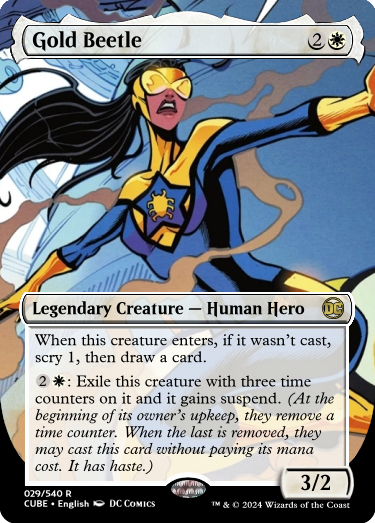 Gold Beetle 2
Legendary Creature — Human Hero DC
When this creature enters, if it wasn't cast,
scry 1, then draw a card.
2 : Exile this creature with three time
counters on it and it gains suspend. (At the
beginning of its owner's upkeep, they remove a
time counter. When the last is removed, they
may cast this card without paying its mana
cost. It has haste.)
3/2
029/540 R
CUBE • English DC COMICS
™ & © 2024 Wizards of the Coast